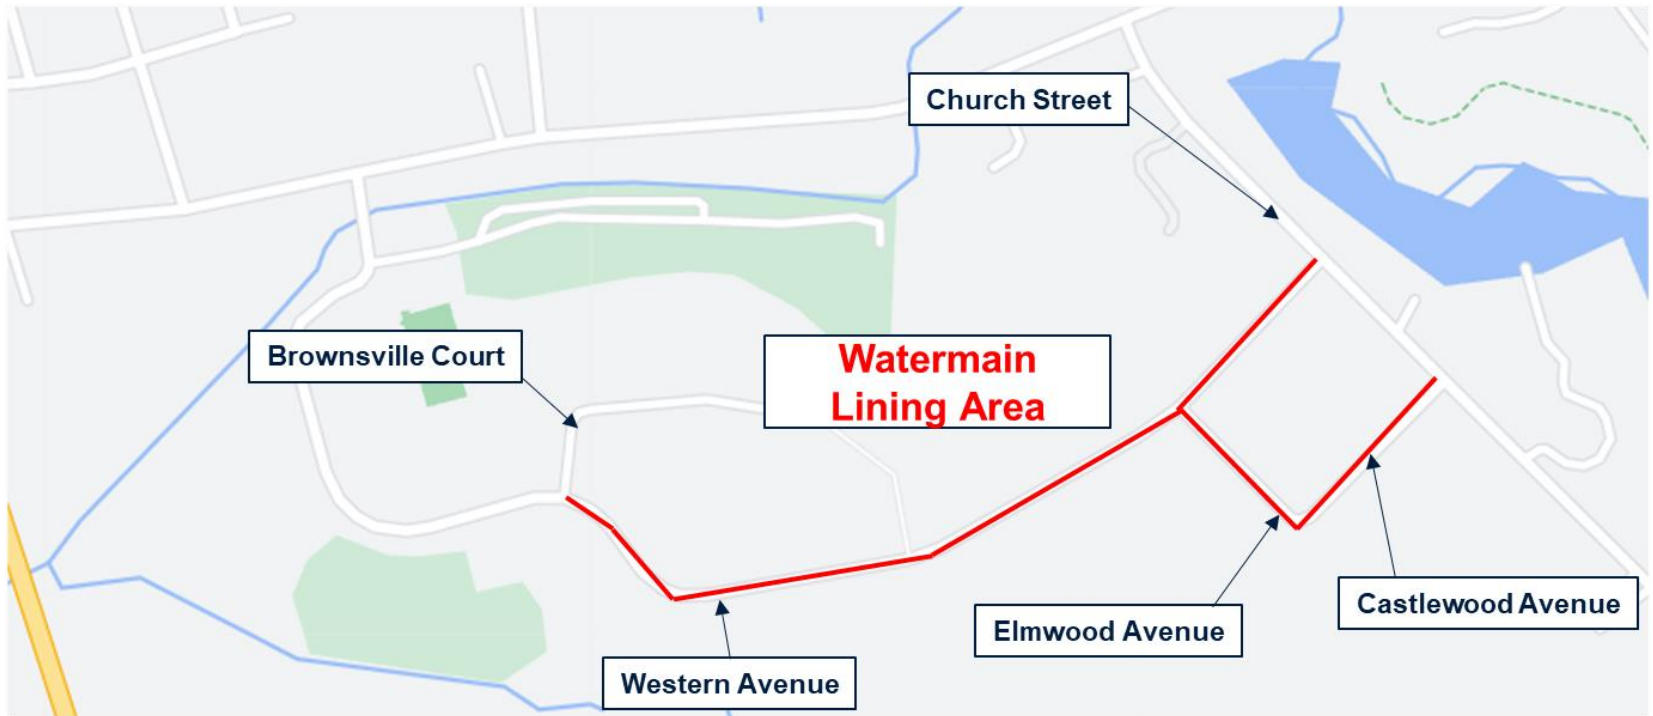 Church Street
Brownsville Court
Watermain
Lining Area
Castlewood Avenue
Elmwood Avenue
Western Avenue